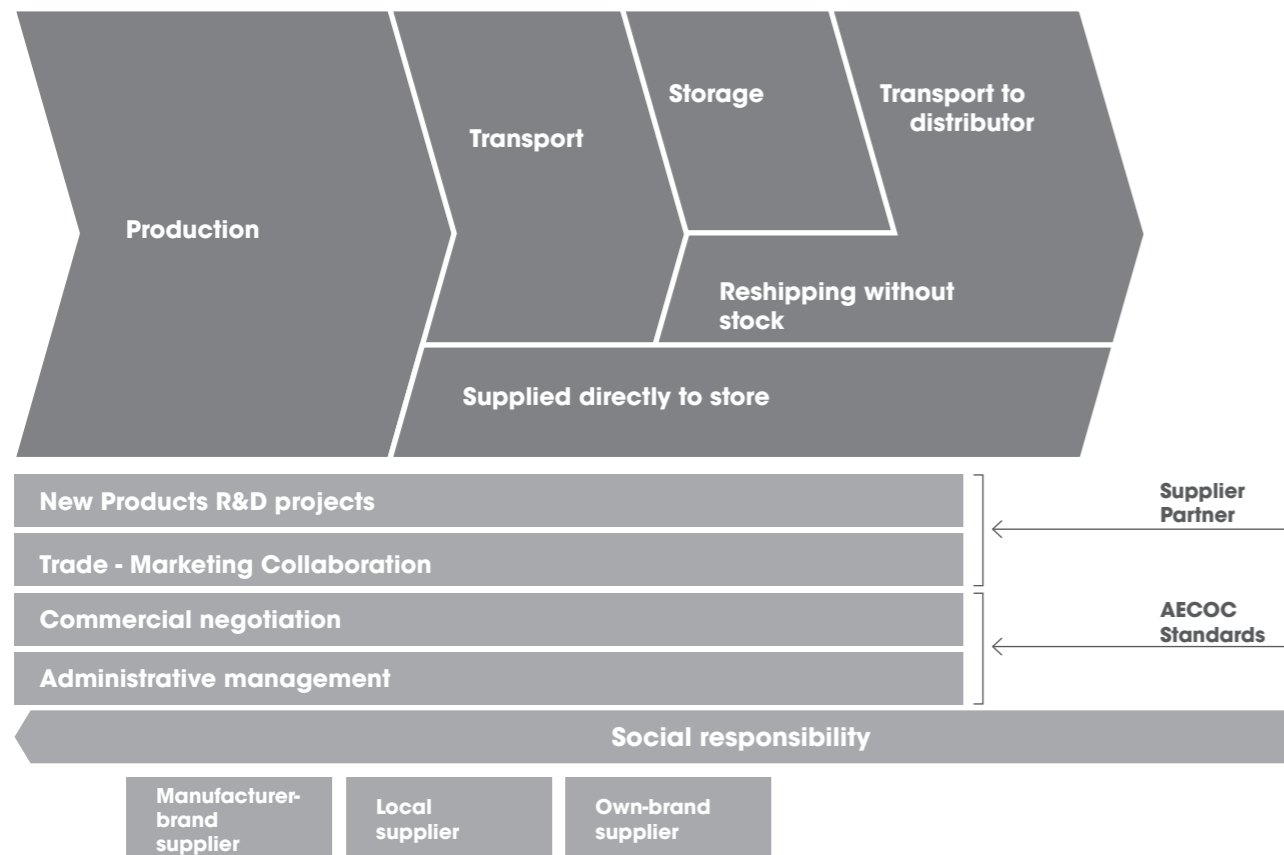 Storage
Transport to
distributor
Transport
Production
Reshipping without
stock
Supplied directly to store
New Products R&D projects
Supplier
Partner
Trade - Marketing Collaboration
Commercial negotiation
AECOC
Standards
Administrative management
Social responsibility
Manufacturer-
brand
supplier
Local
supplier
Own-brand
supplier